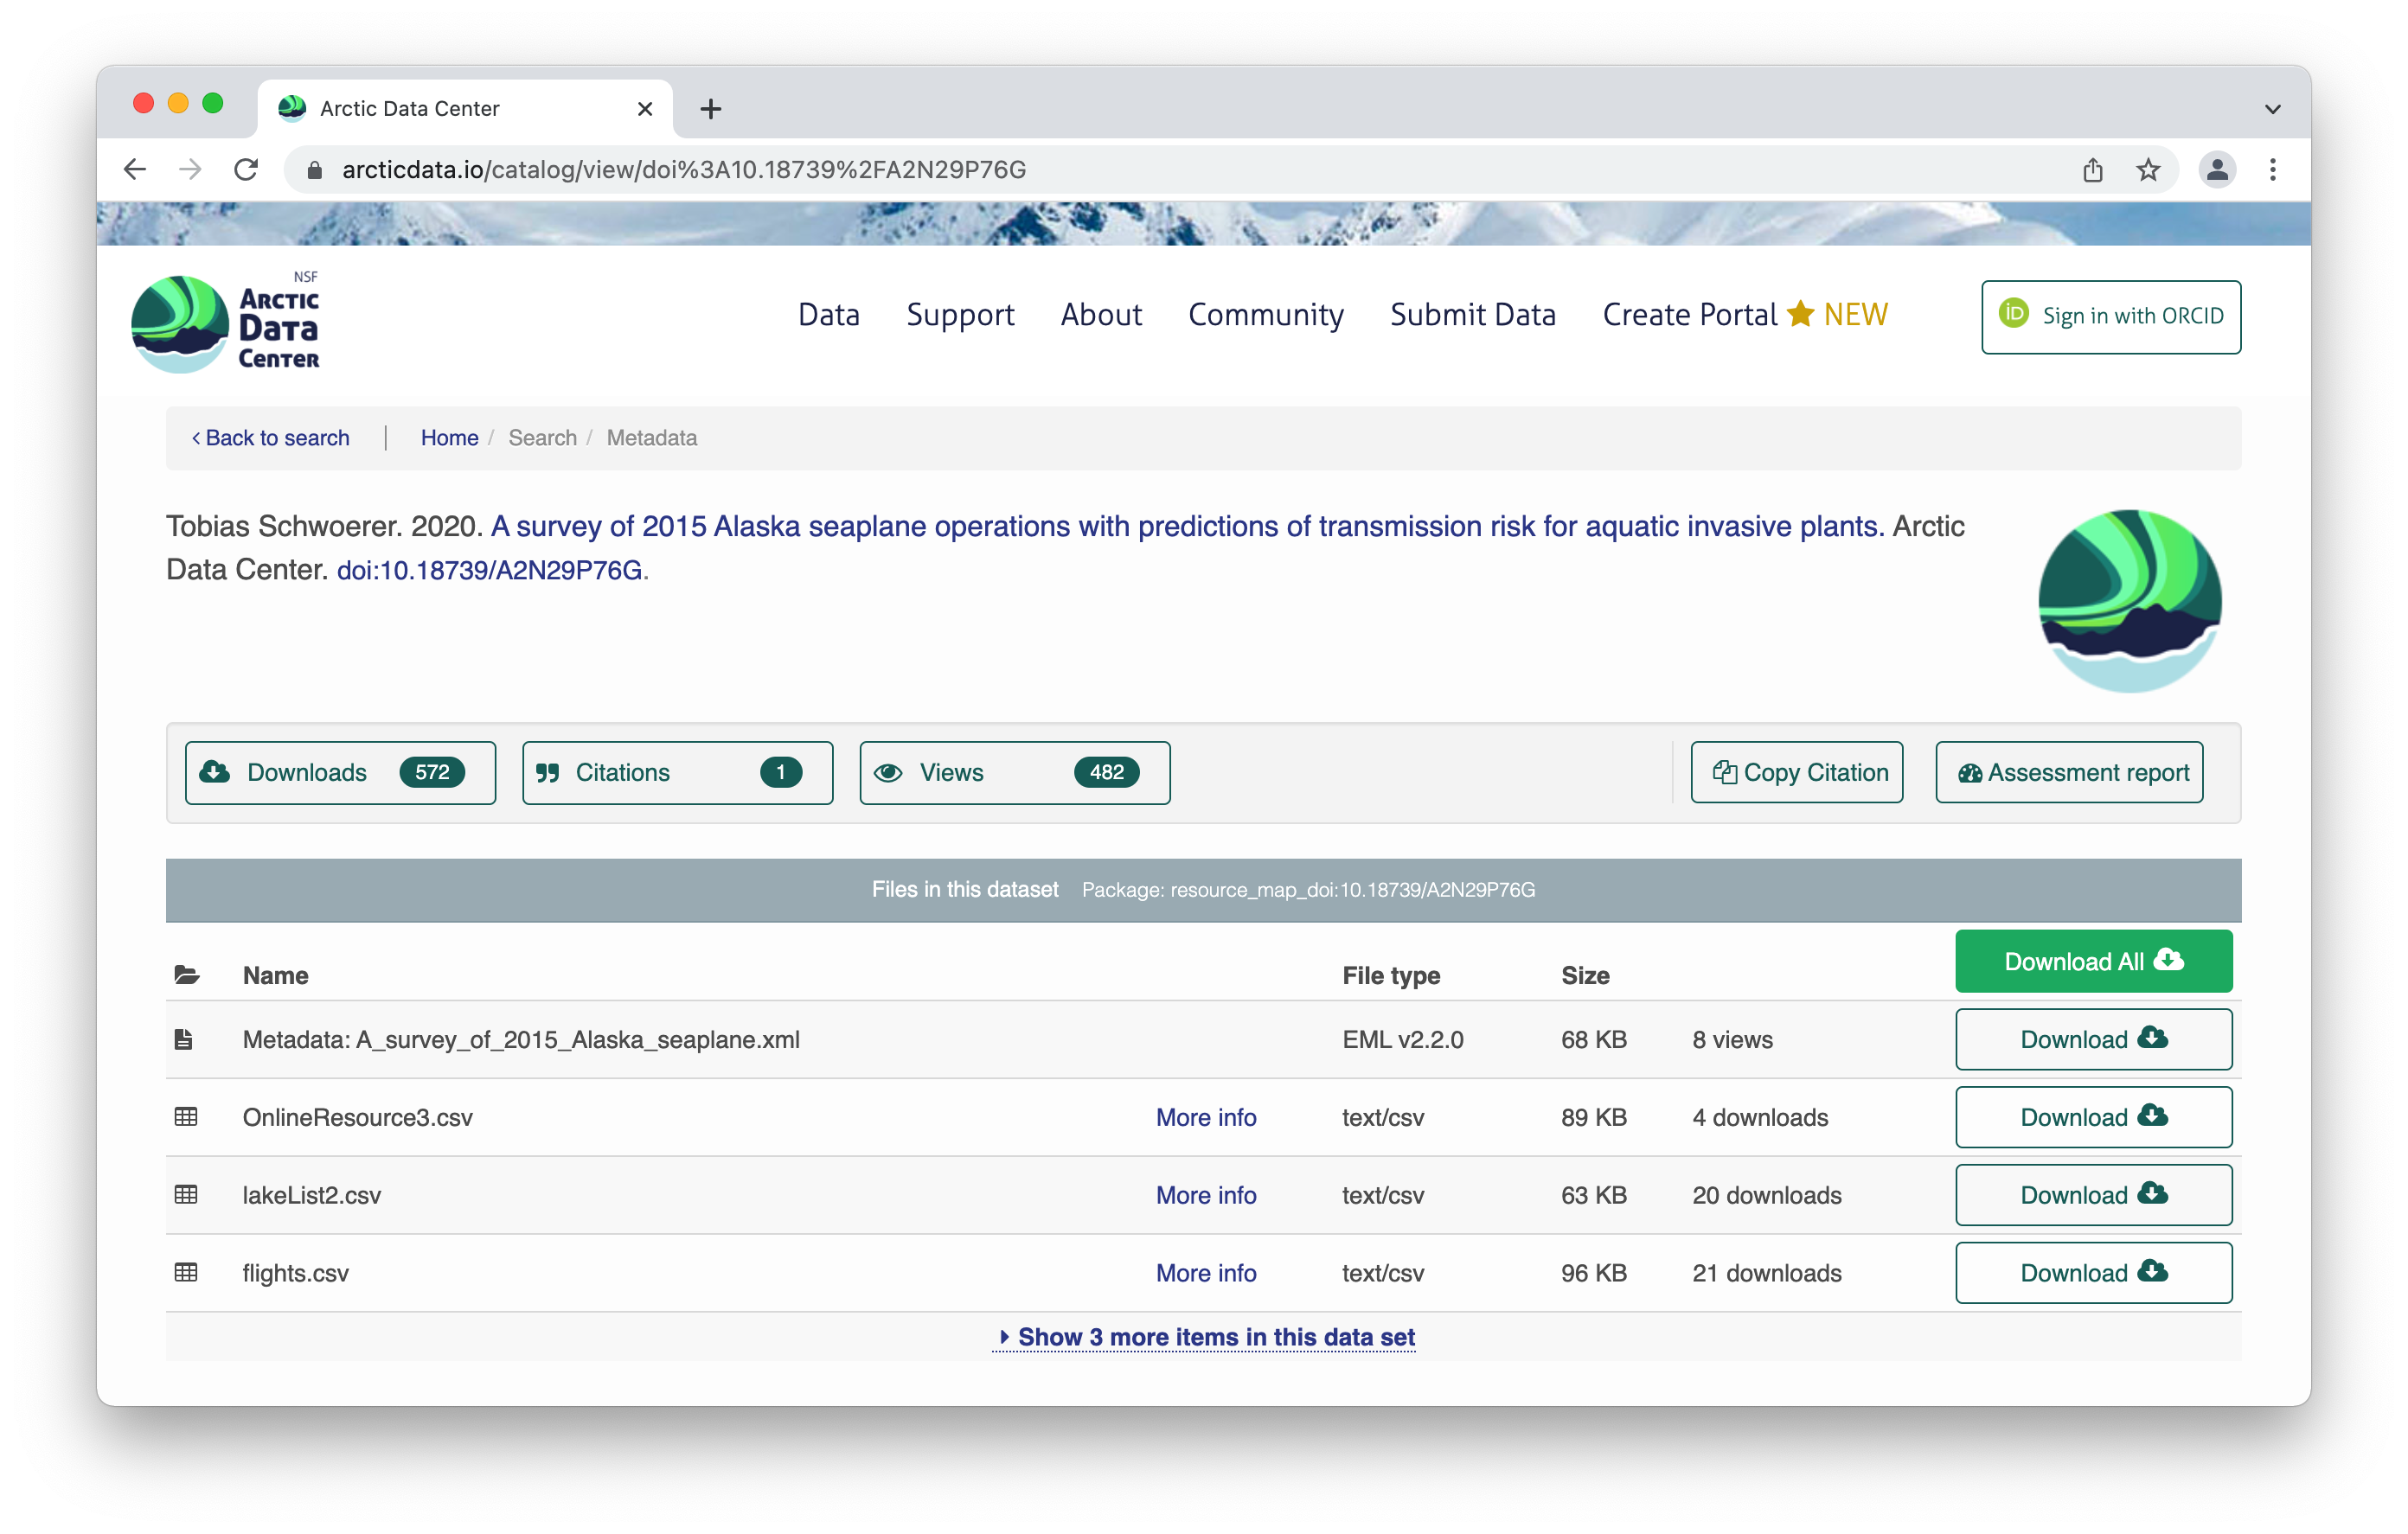 Arctic Data Center
arcticdata.io/catalog/view/doi%3A10.18739%2FA2N29P76G
NSF
ARCTIC
DATA
CENTER
Data Support About Community Submit Data Create Portal NEW
iD Sign in with ORCID
Back to search | Home / Search / Metadata
Tobias Schwoerer. 2020. A survey of 2015 Alaska seaplane operations with predictions of transmission risk for aquatic invasive plants. Arctic
Data Center. doi:10.18739/A2N29P76G.
Downloads 572 Citations 1 Views 482 Copy Citation Assessment report
Files in this dataset Package: resource_map_doi:10.18739/A2N29P76G
Name File type Size Download All
Metadata: A_survey_of_2015_Alaska_seaplane.xml EML v2.2.0 68 KB 8 views Download
OnlineResource3.csv More info text/csv 89 KB 4 downloads Download
lakeList2.csv More info text/csv 63 KB 20 downloads Download
flights.csv More info text/csv 96 KB 21 downloads Download
Show 3 more items in this data set